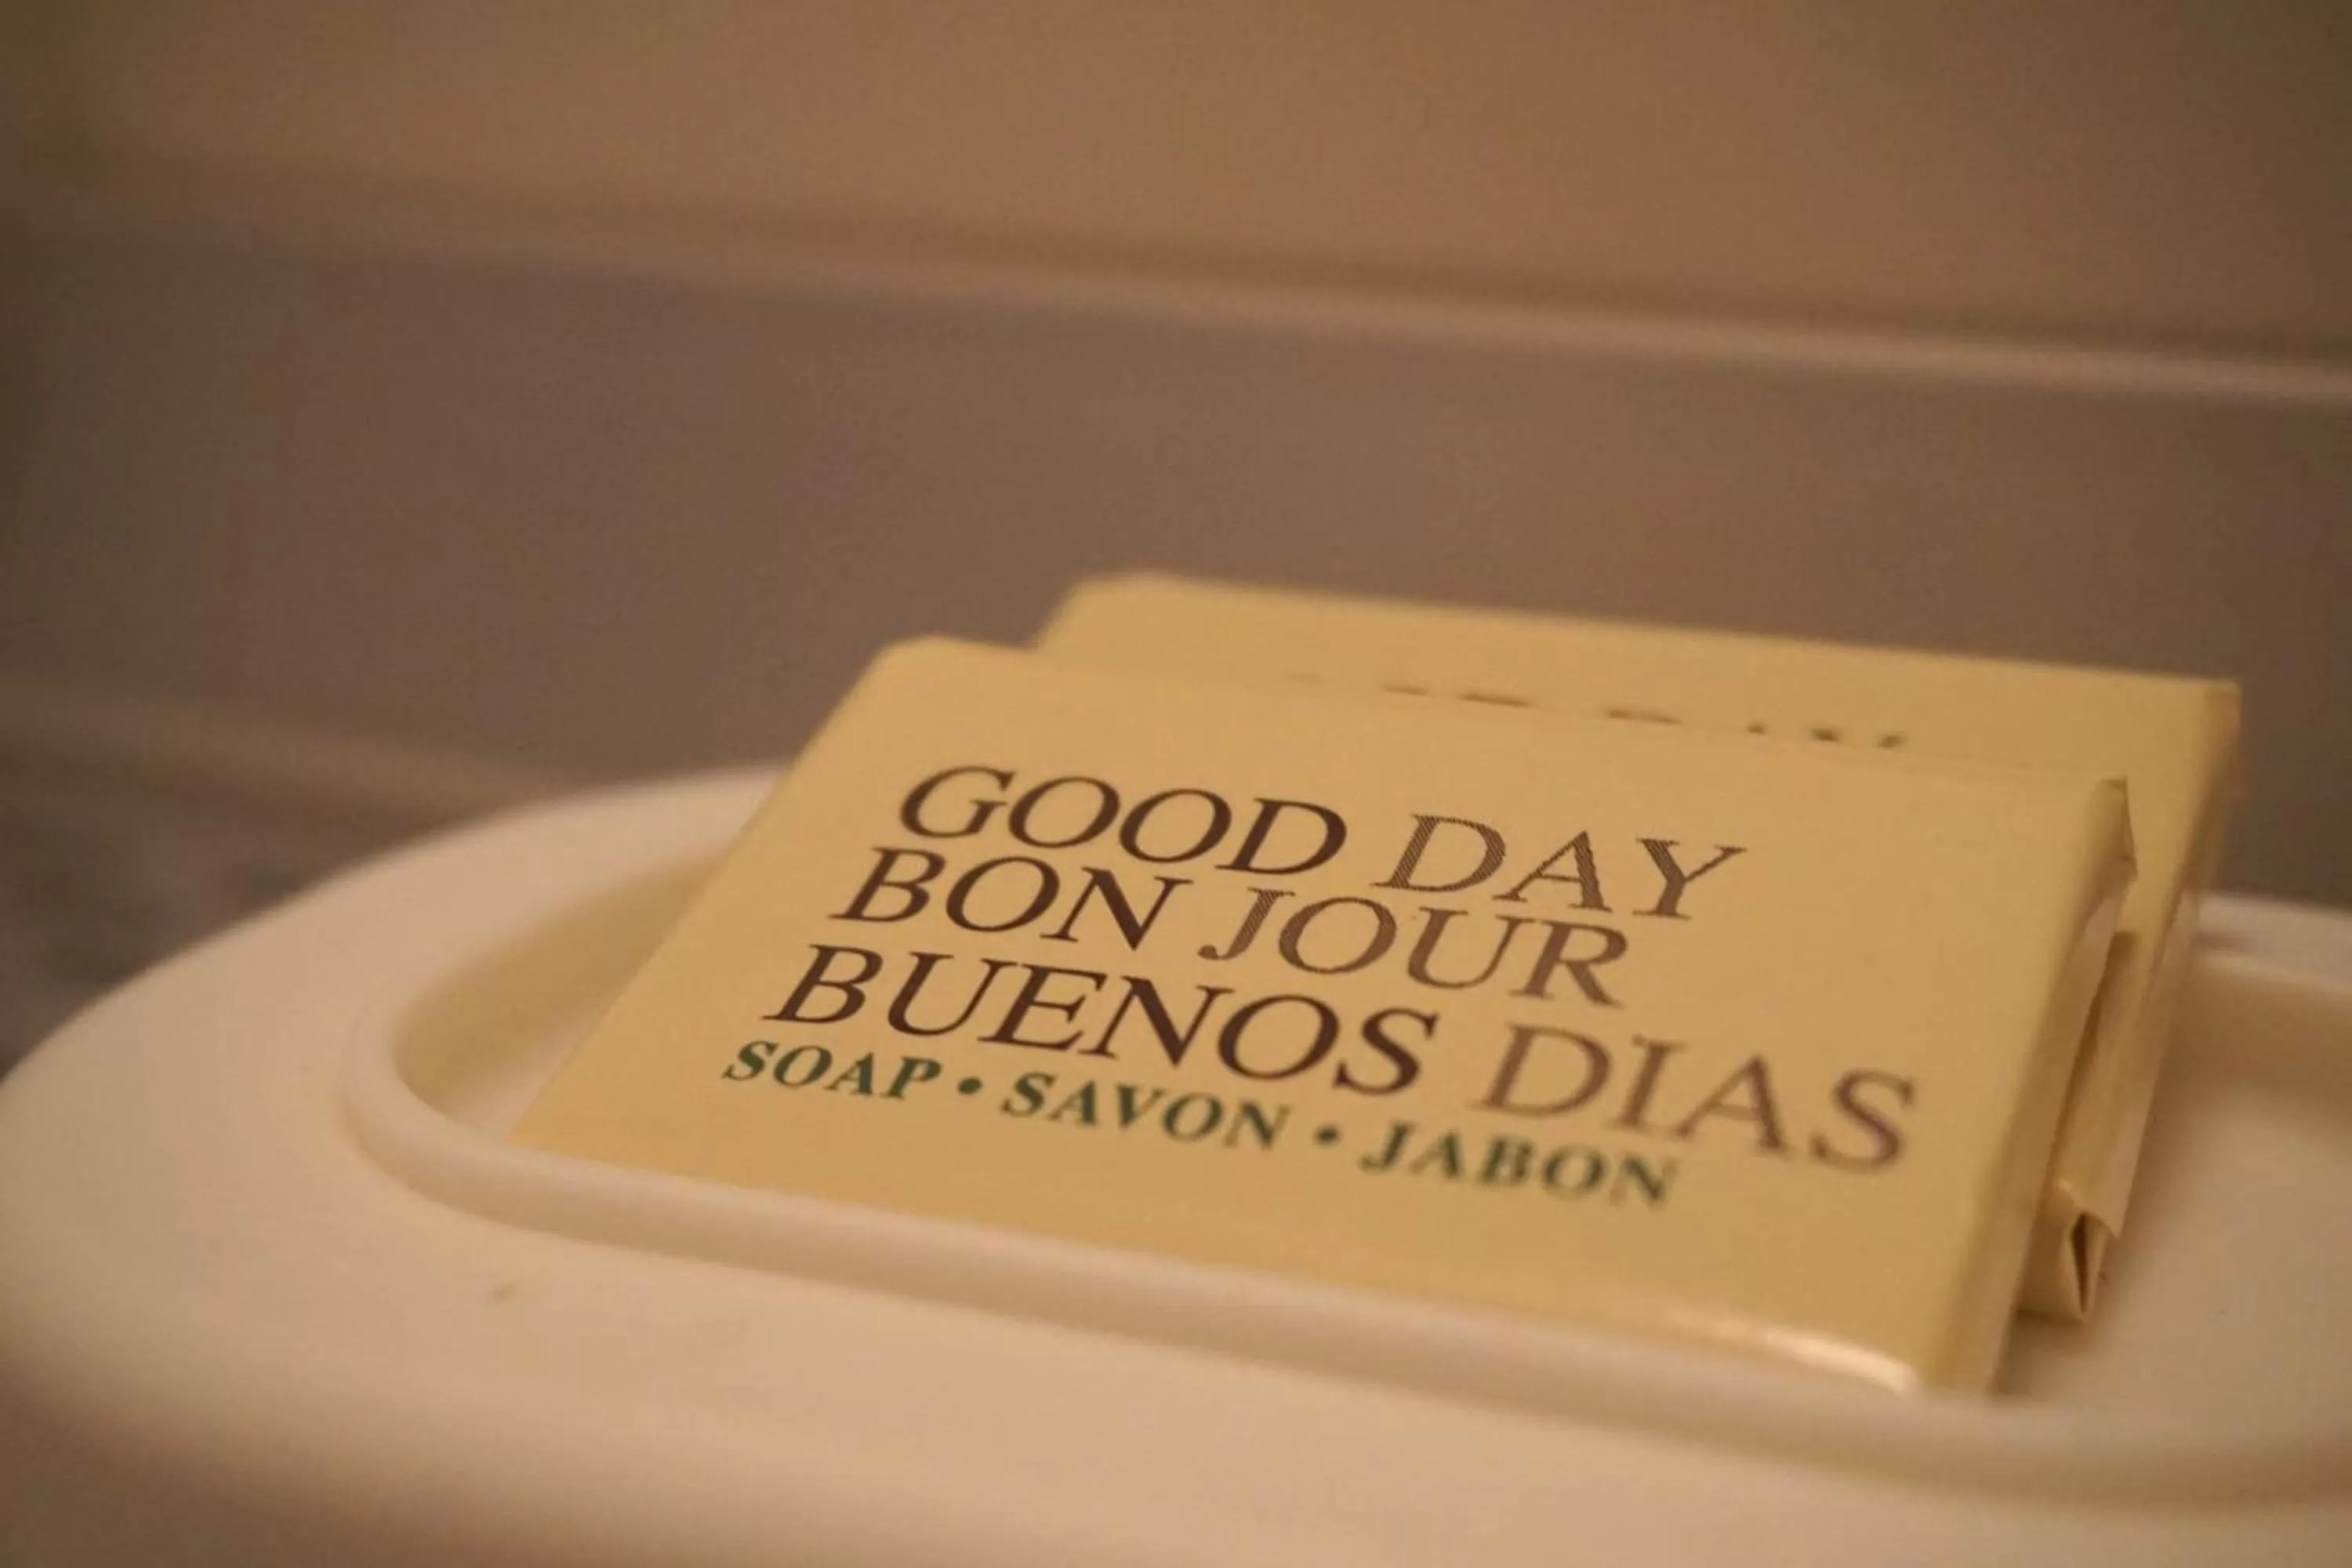 GOOD DAY
BON JOUR
BUENOS DIAS
SOAP • SAVON • JABON